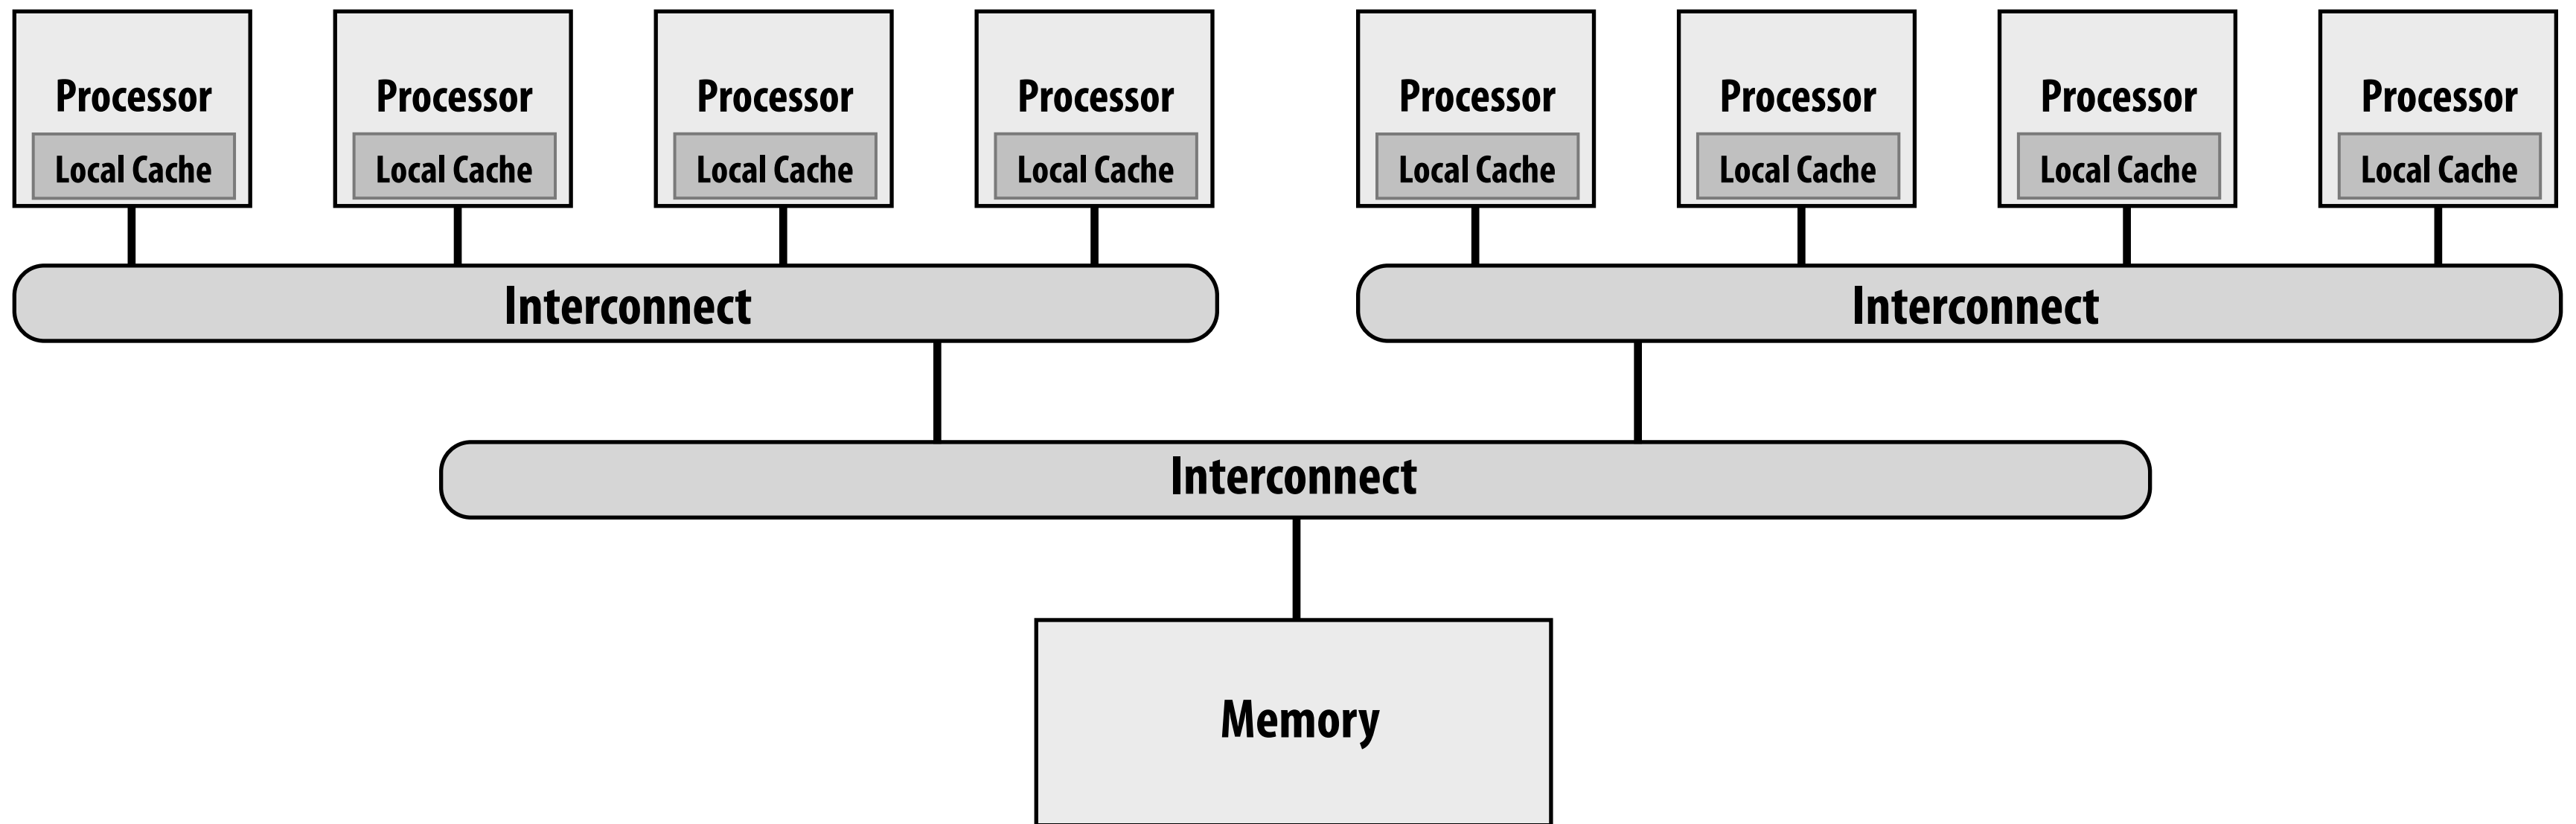 Processor
Local Cache
Processor
Local Cache
Processor
Local Cache
Processor
Local Cache
Processor
Local Cache
Processor
Local Cache
Processor
Local Cache
Processor
Local Cache
Interconnect
Interconnect
Interconnect
Memory